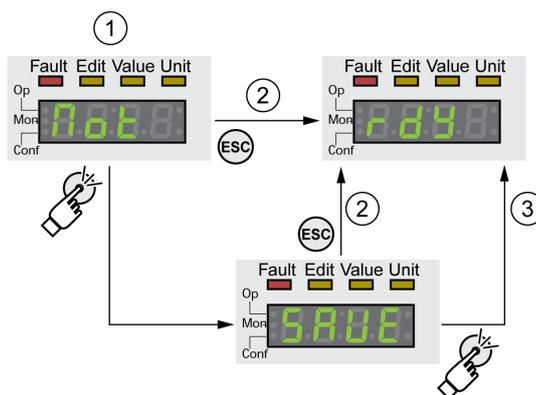 1
Fault Edit Value Unit
Op
Mon
Conf
Mot
2
ESC
Fault Edit Value Unit
Op
Mon
Conf
rdy
ESC
2
3
Fault Edit Value Unit
Op
Mon
Conf
SAVE